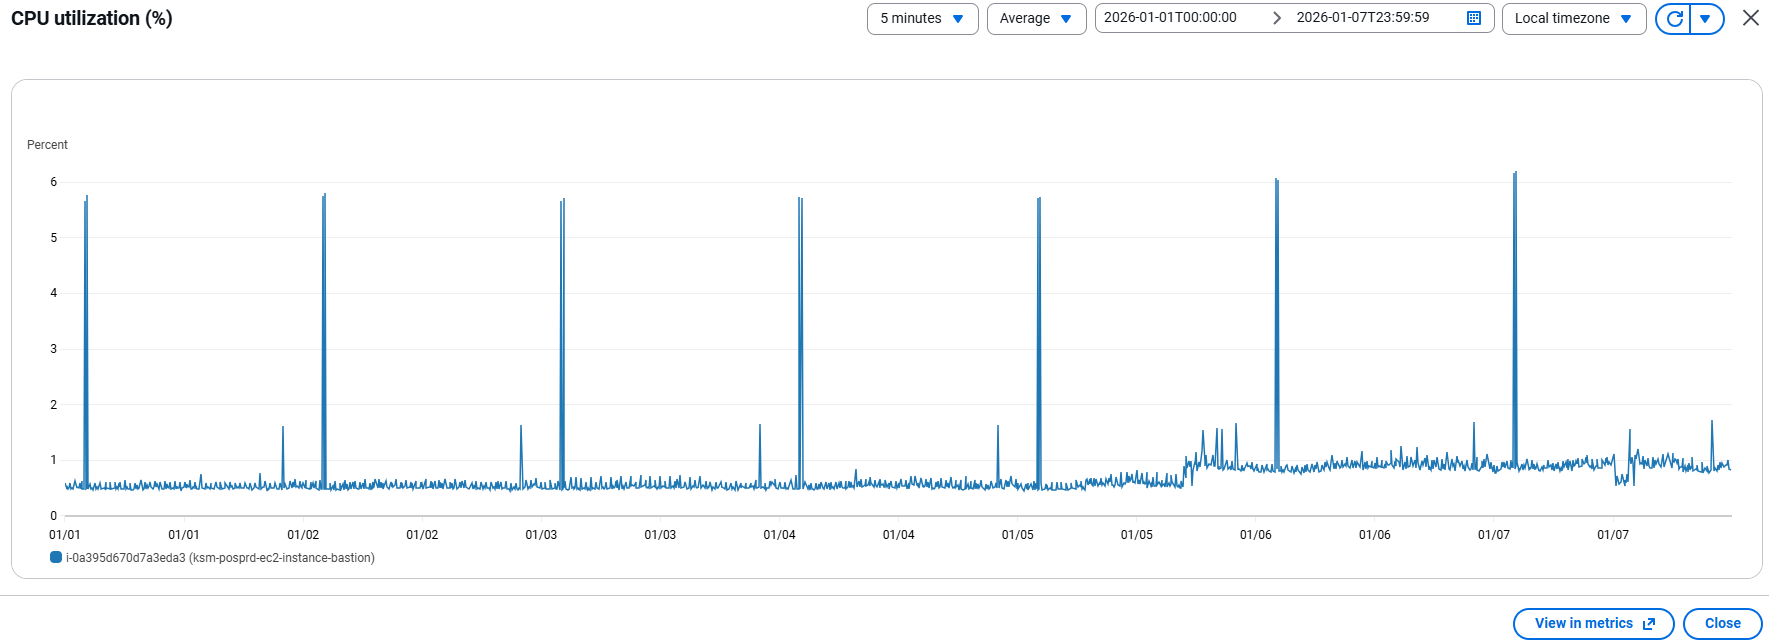 CPU utilization (%)
5 minutes
Average
2026-01-01T00:00:00
2026-01-07T23:59:59
Local timezone
Percent
6
5
4
3
2
1
0
01/01 01/01 01/02 01/02 01/03 01/03 01/04 01/04 01/05 01/05 01/06 01/06 01/07 01/07
i-0a395d670d7a3eda3 (ksm-posprd-ec2-instance-bastion)
View in metrics
Close